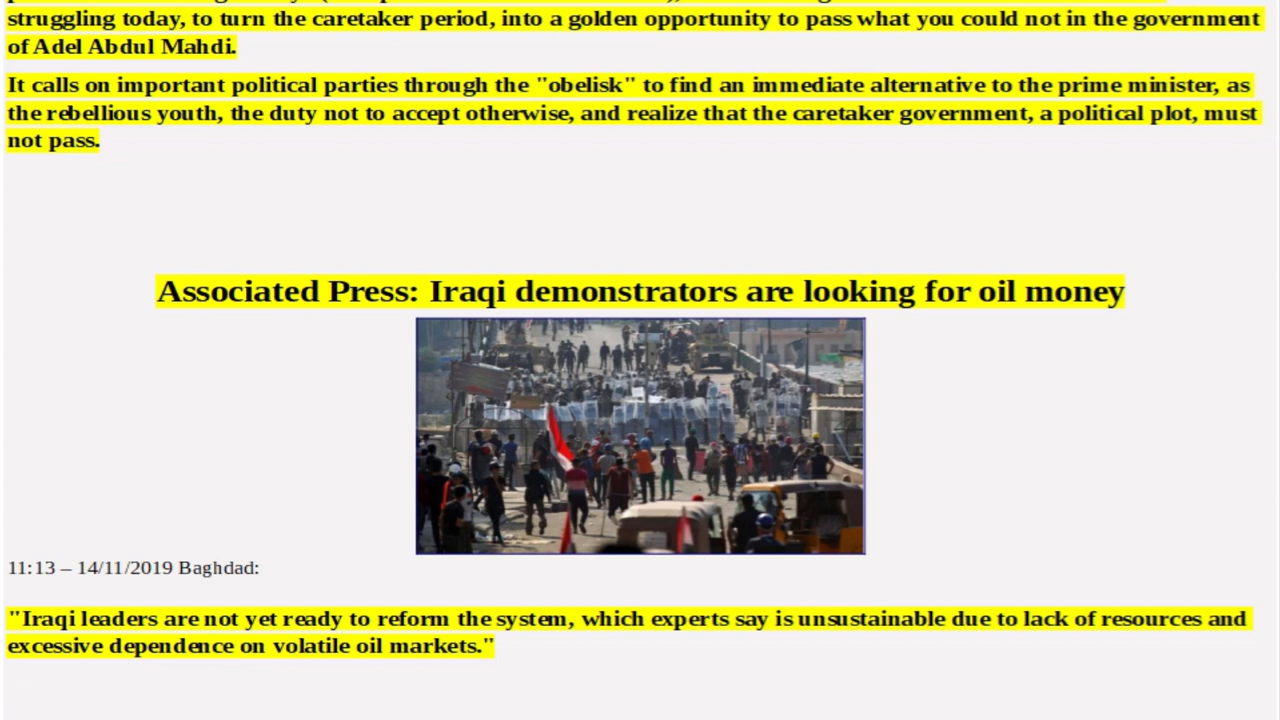 struggling today, to turn the caretaker period, into a golden opportunity to pass what you could not in the government
of Adel Abdul Mahdi.
It calls on important political parties through the "obelisk" to find an immediate alternative to the prime minister, as
the rebellious youth, the duty not to accept otherwise, and realize that the caretaker government, a political plot, must
not pass.
Associated Press: Iraqi demonstrators are looking for oil money
11:13 – 14/11/2019 Baghdad:
"Iraqi leaders are not yet ready to reform the system, which experts say is unsustainable due to lack of resources and
excessive dependence on volatile oil markets."